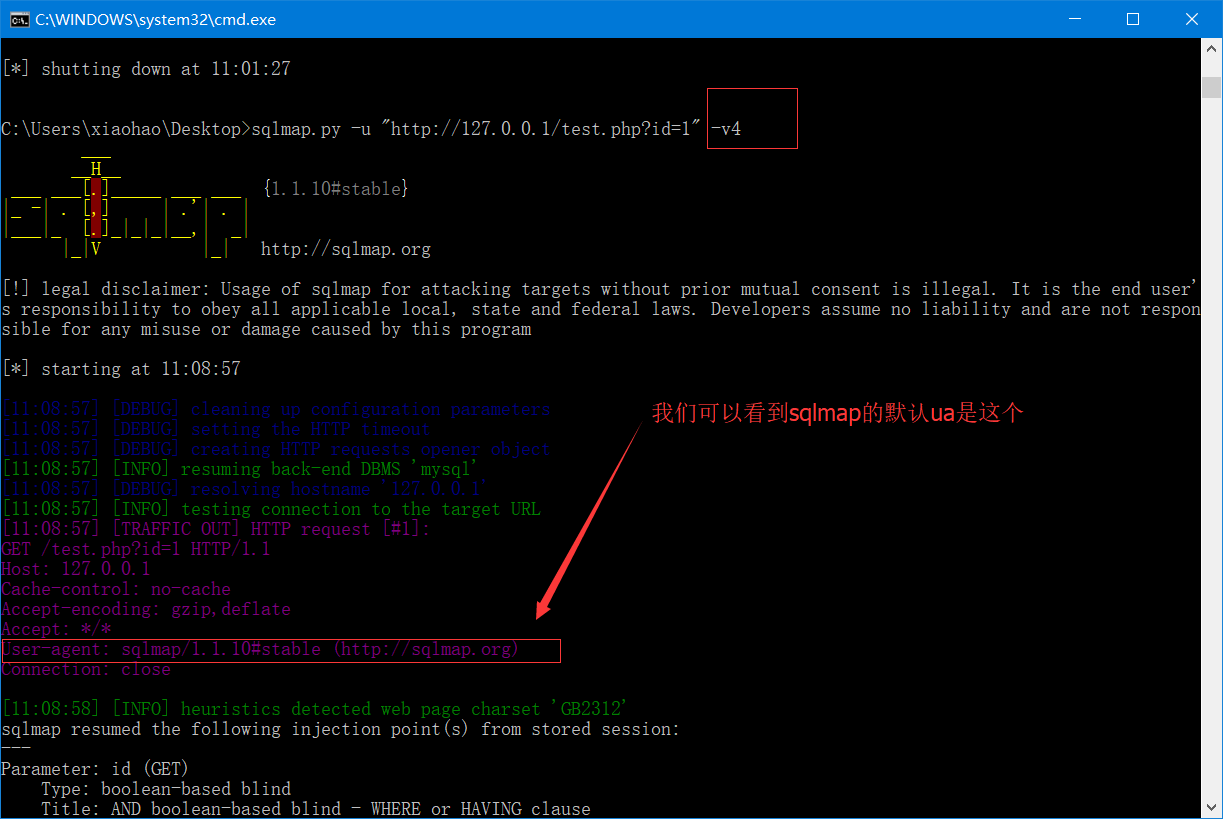 C:\WINDOWS\system32\cmd.exe
[*] shutting down at 11:01:27
C:\Users\xiaohao\Desktop>sqlmap.py -u "http://127.0.0.1/test.php?id=1" -v4
H
{1.1.10#stable}
V
http://sqlmap.org
[!] legal disclaimer: Usage of sqlmap for attacking targets without prior mutual consent is illegal. It is the end user'
s responsibility to obey all applicable local, state and federal laws. Developers assume no liability and are not respon
sible for any misuse or damage caused by this program
[*] starting at 11:08:57
[11:08:57] [DEBUG] cleaning up configuration parameters
我们可以看到sqlmap的默认ua是这个
[11:08:57] [DEBUG] setting the HTTP timeout
[11:08:57] [DEBUG] creating HTTP requests opener object
[11:08:57] [INFO] resuming back-end DBMS 'mysql'
[11:08:57] [DEBUG] resolving hostname '127.0.0.1'
[11:08:57] [INFO] testing connection to the target URL
[11:08:57] [TRAFFIC OUT] HTTP request [#1]:
GET /test.php?id=1 HTTP/1.1
Host: 127.0.0.1
Cache-control: no-cache
Accept-encoding: gzip,deflate
Accept: */*
User-agent: sqlmap/1.1.10#stable (http://sqlmap.org)
Connection: close
[11:08:58] [INFO] heuristics detected web page charset 'GB2312'
sqlmap resumed the following injection point(s) from stored session:
---
Parameter: id (GET)
Type: boolean-based blind
Title: AND boolean-based blind - WHERE or HAVING clause